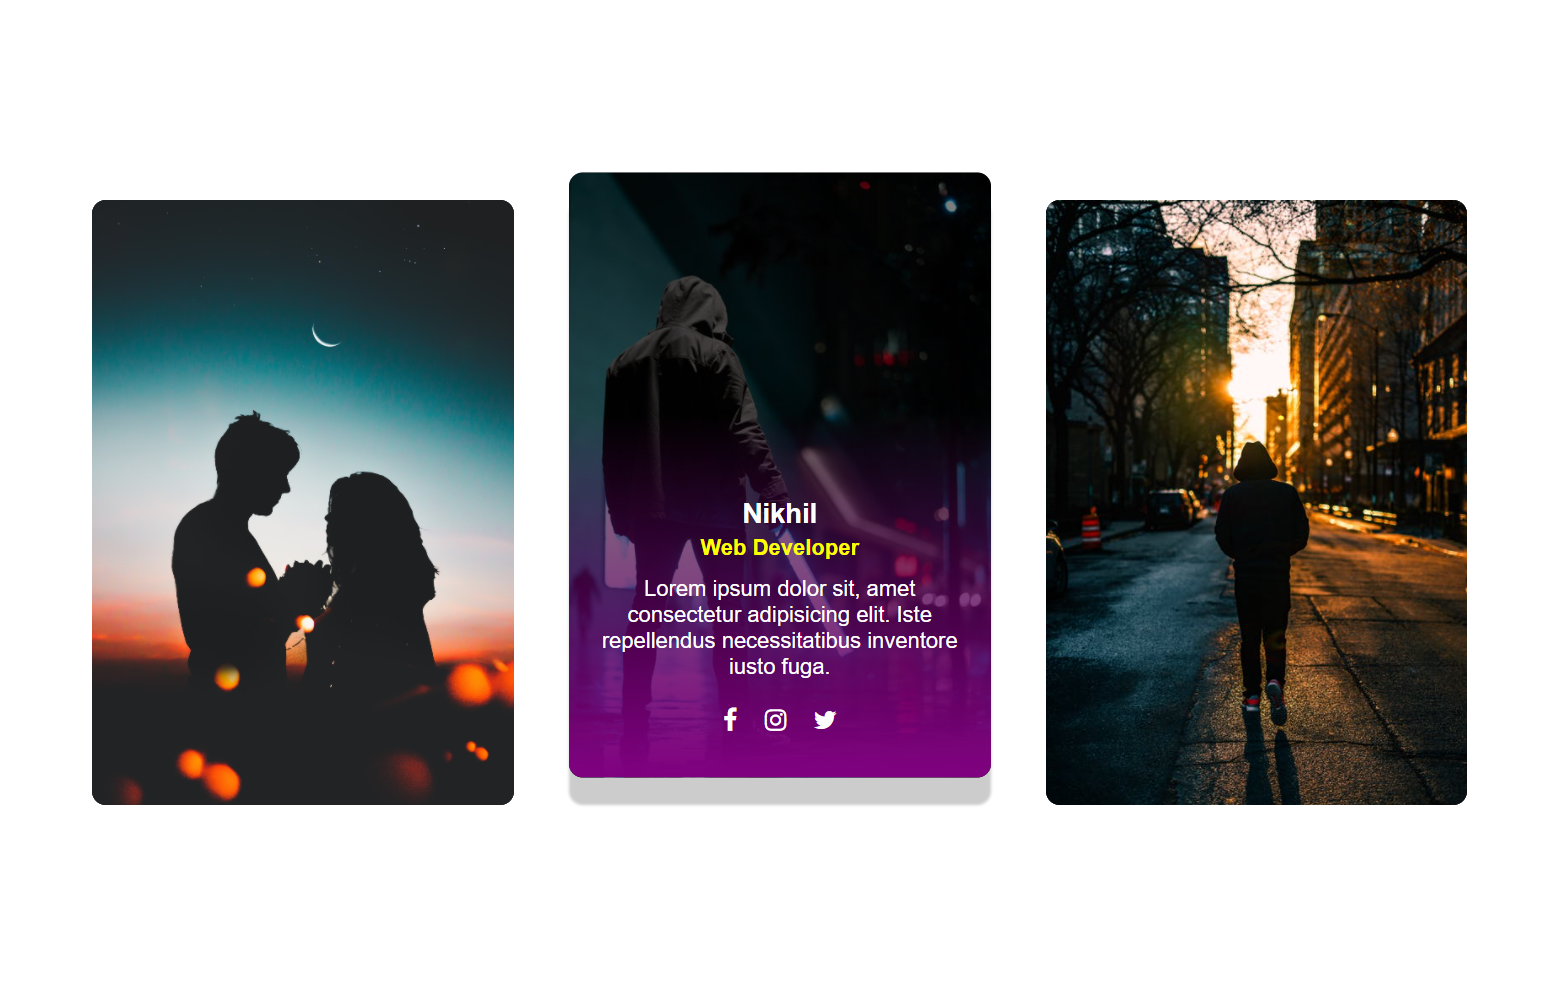 Nikhil
Web Developer
Lorem ipsum dolor sit, amet
consectetur adipisicing elit. Iste
repellendus necessitatibus inventore
iusto fuga.